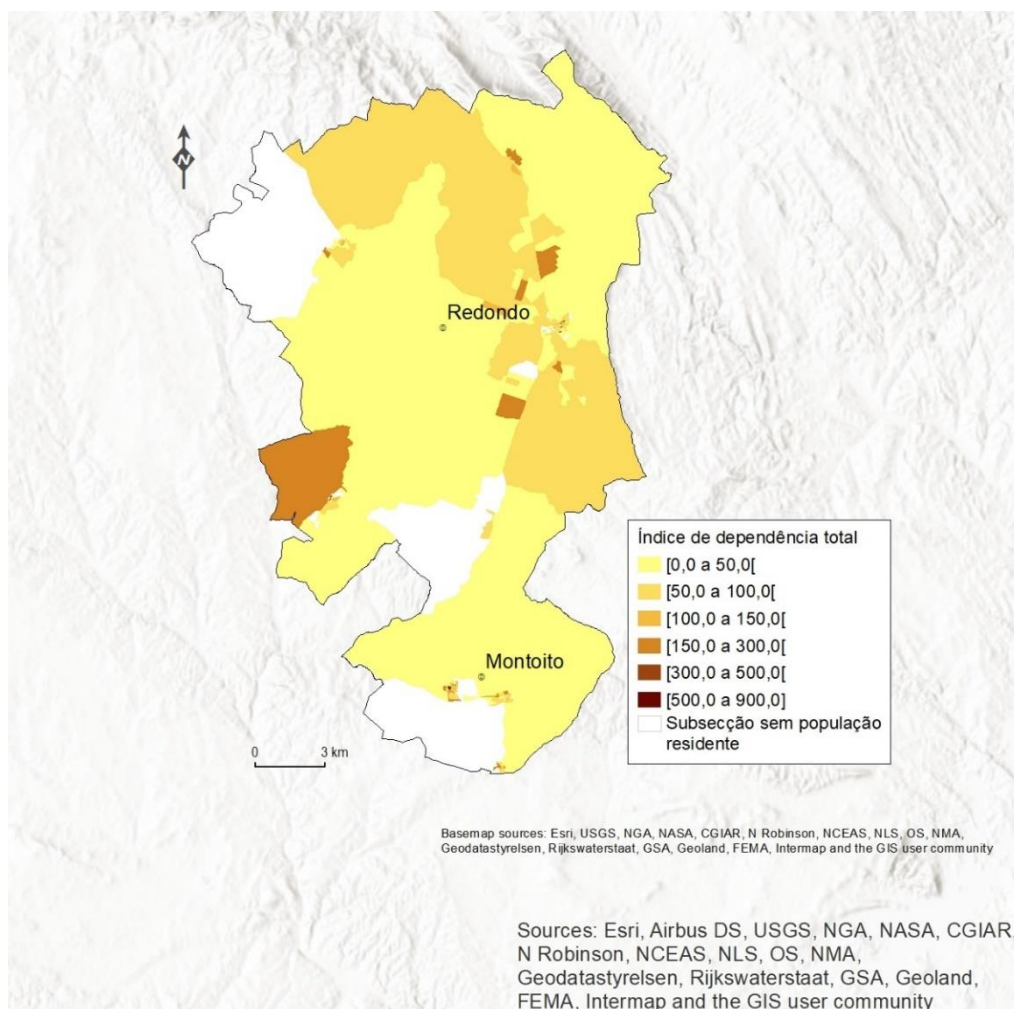 N
Redondo
Índice de dependência total
[0,0 a 50,0[
[50,0 a 100,0[
[100,0 a 150,0[
[150,0 a 300,0[
[300,0 a 500,0[
[500,0 a 900,0]
Subsecção sem população
residente
Montoito
0 3 km
Basemap sources: Esri, USGS, NGA, NASA, CGIAR, N Robinson, NCEAS, NLS, OS, NMA,
Geodatastyrelsen, Rijkswaterstaat, GSA, Geoland, FEMA, Intermap and the GIS user community
Sources: Esri, Airbus DS, USGS, NGA, NASA, CGIAR,
N Robinson, NCEAS, NLS, OS, NMA,
Geodatastyrelsen, Rijkswaterstaat, GSA, Geoland,
FEMA, Intermap and the GIS user community